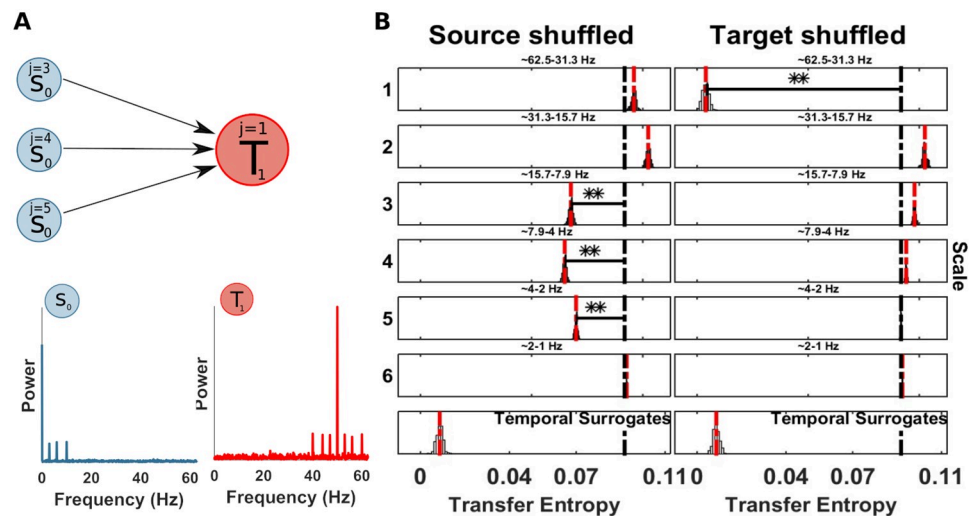 A
j=3
S0
j=4
S0
j=5
S0
j=1
T1
S0
T1
Power
Power
0 20 40 60
0 20 40 60
Frequency (Hz)
Frequency (Hz)
B
Source shuffled
Target shuffled
~62.5-31.3 Hz
~62.5-31.3 Hz
1
**
~31.3-15.7 Hz
~31.3-15.7 Hz
2
~15.7-7.9 Hz
~15.7-7.9 Hz
3
**
~7.9-4 Hz
~7.9-4 Hz
4
**
~4-2 Hz
~4-2 Hz
5
**
~2-1 Hz
~2-1 Hz
6
Scale
Temporal Surrogates
Temporal Surrogates
0 0.04 0.07 0.11
0 0.04 0.07 0.11
Transfer Entropy
Transfer Entropy